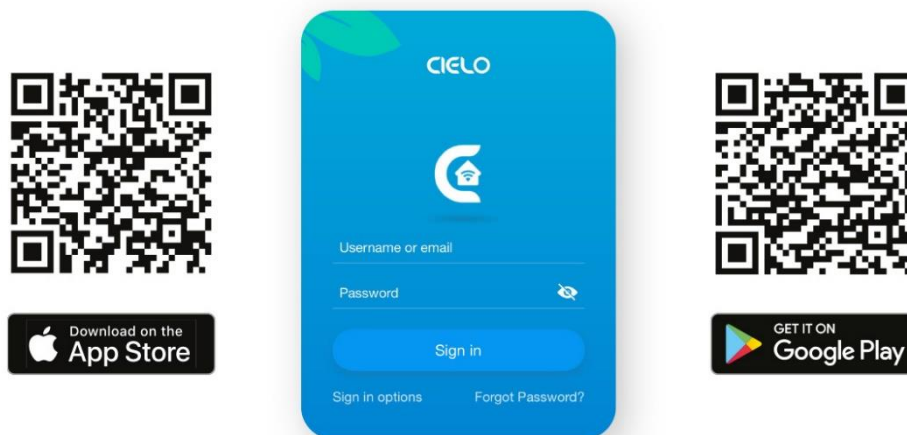 CIELO
Username or email
Password
Sign in
Sign in options
Forgot Password?
Download on the
App Store
GET IT ON
Google Play